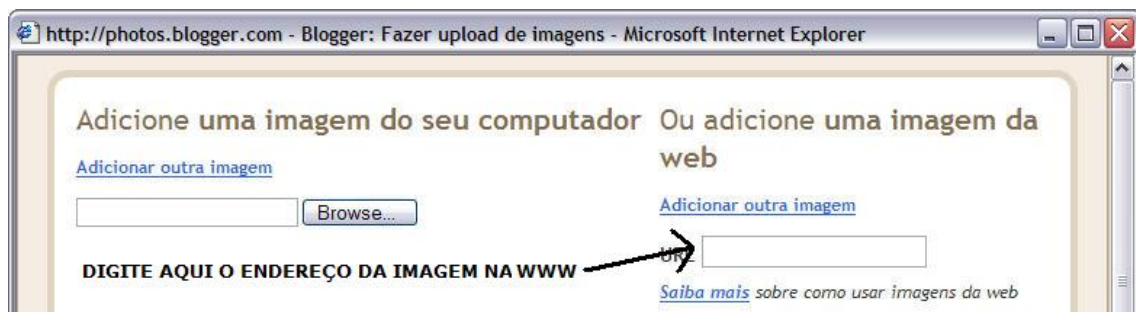 http://photos.blogger.com - Blogger: Fazer upload de imagens - Microsoft Internet Explorer
Adicione uma imagem do seu computador
Adicionar outra imagem
Browse...
DIGITE AQUI O ENDEREÇO DA IMAGEM NA WWW
Ou adicione uma imagem da
web
Adicionar outra imagem
URL
Saiba mais sobre como usar imagens da web